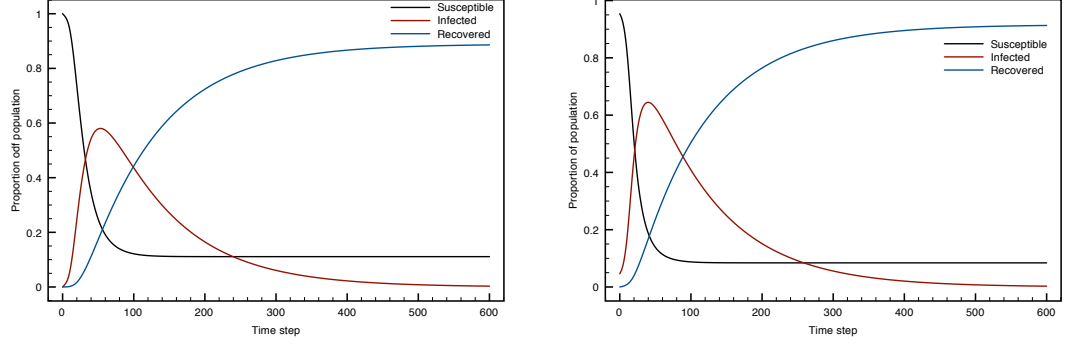 Susceptible
Infected
Recovered
1
0.8
0.6
0.4
0.2
0
Proportion odf population
0 100 200 300 400 500 600
Time step
Susceptible
Infected
Recovered
1
0.8
0.6
0.4
0.2
0
Proportion of population
0 100 200 300 400 500 600
Time step